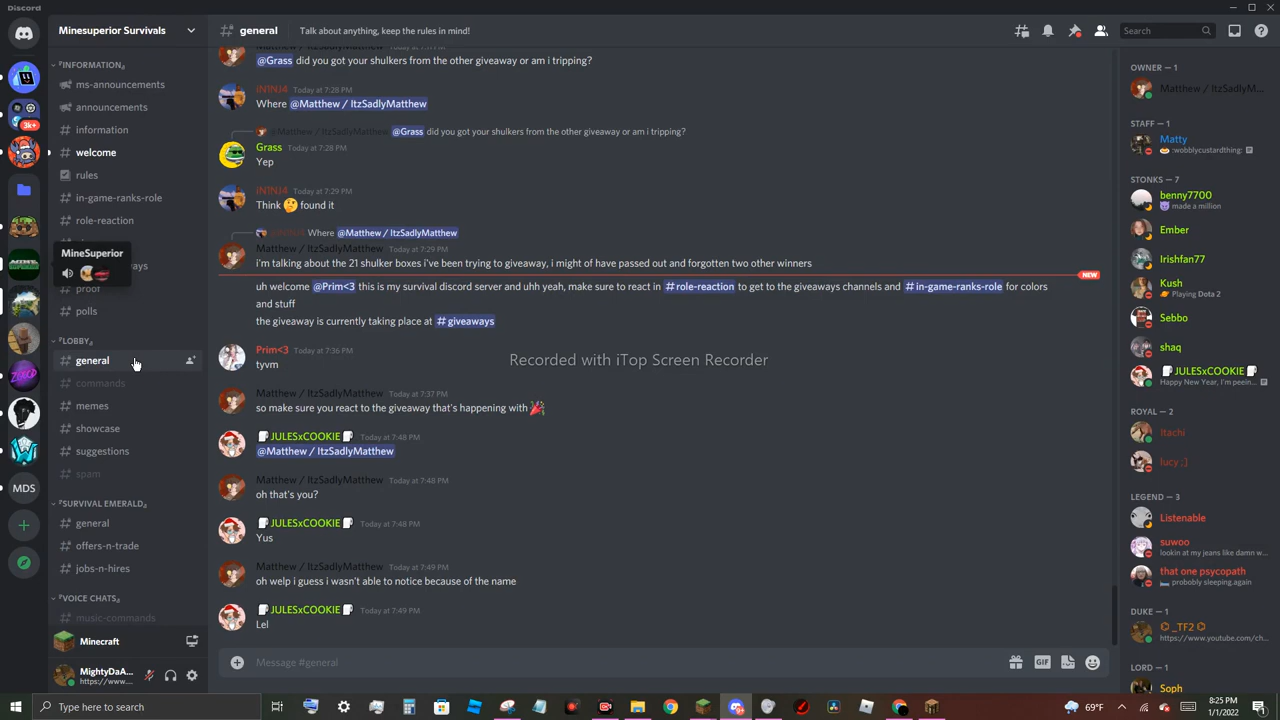 Discord
Minesuperior Survivals
general
Talk about anything, keep the rules in mind!
Search
『INFORMATION』
ms-announcements
announcements
information
welcome
rules
in-game-ranks-role
role-reaction
MineSuperior
proof
polls
『LOBBY』
general
commands
memes
showcase
suggestions
spam
『SURVIVAL EMERALD』
general
offers-n-trade
jobs-n-hires
『VOICE CHATS』
music-commands
Minecraft
MightyDaA...
https://www....
3k+
MDS
@Grass did you got your shulkers from the other giveaway or am i tripping?
iN1NJ4 Today at 7:28 PM
Where @Matthew / ItzSadlyMatthew
@Matthew / ItzSadlyMatthew @Grass did you got your shulkers from the other giveaway or am i tripping?
Grass Today at 7:28 PM
Yep
iN1NJ4 Today at 7:29 PM
Think 🤔 found it
Where @Matthew / ItzSadlyMatthew
Matthew / ItzSadlyMatthew Today at 7:29 PM
i'm talking about the 21 shulker boxes i've been trying to giveaway, i might of have passed out and forgotten two other winners
NEW
uh welcome @Prim<3 this is my survival discord server and uhh yeah, make sure to react in #role-reaction to get to the giveaways channels and #in-game-ranks-role for colors
and stuff
the giveaway is currently taking place at #giveaways
Prim<3 Today at 7:36 PM
tyvm
Recorded with iTop Screen Recorder
Matthew / ItzSadlyMatthew Today at 7:37 PM
so make sure you react to the giveaway that's happening with 🎉
JULESxCOOKIE Today at 7:48 PM
@Matthew / ItzSadlyMatthew
Matthew / ItzSadlyMatthew Today at 7:48 PM
oh that's you?
JULESxCOOKIE Today at 7:48 PM
Yus
Matthew / ItzSadlyMatthew Today at 7:49 PM
oh welp i guess i wasn't able to notice because of the name
JULESxCOOKIE Today at 7:49 PM
Lel
Message #general
GIF
OWNER — 1
Matthew / ItzSadlyM...
STAFF — 1
Matty
:wobblycustardthing:
STONKS — 7
benny7700
made a million
Ember
Irishfan77
Kush
Playing Dota 2
Sebbo
shaq
JULESxCOOKIE
Happy New Year, I'm peein...
ROYAL — 2
Itachi
lucy ;]
LEGEND — 3
Listenable
suwoo
lookin at my jeans like damn w...
that one psycopath
probobly sleeping.again
DUKE — 1
_TF2
https://www.youtube.com/ch...
LORD — 1
Soph
Type here to search
69°F
8:25 PM
1/1/2022